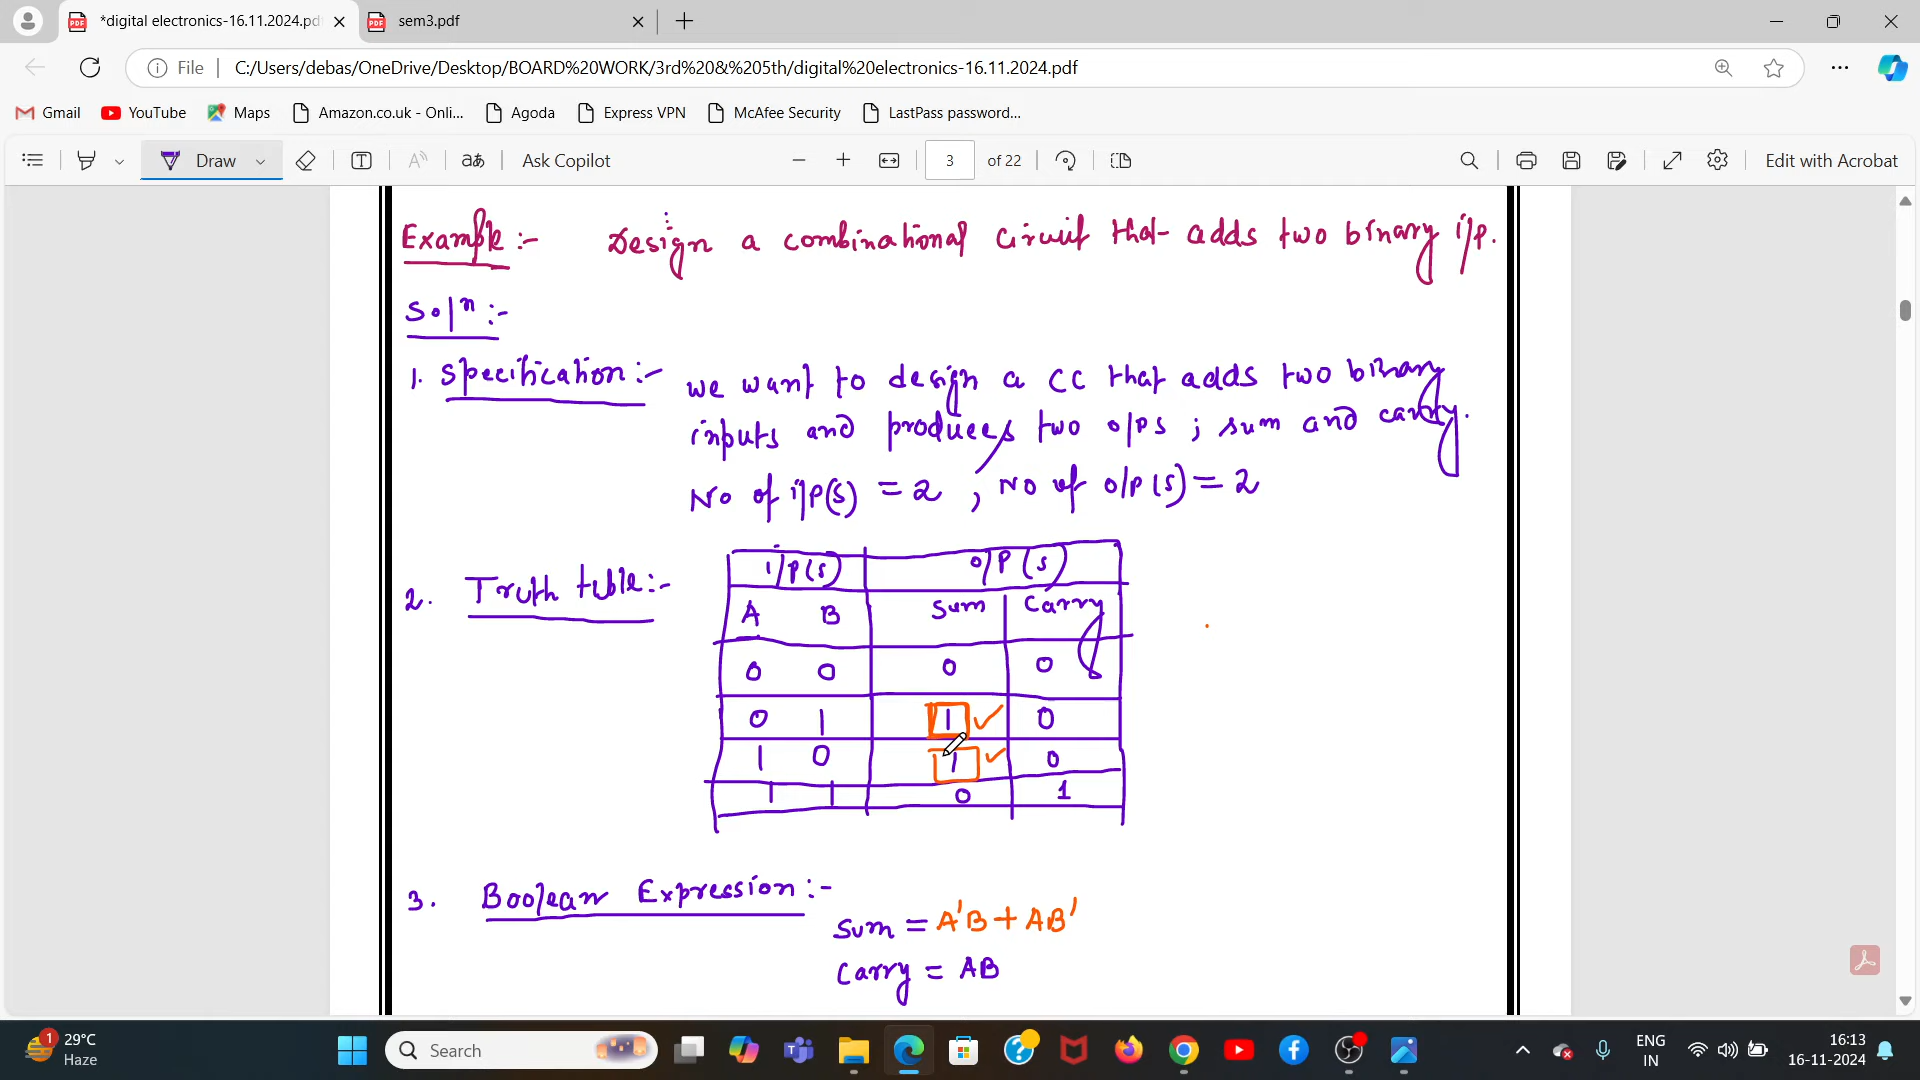 *digital electronics-16.11.2024.pd
sem3.pdf
File
C:/Users/debas/OneDrive/Desktop/BOARD%20WORK/3rd%20&%205th/digital%20electronics-16.11.2024.pdf
Gmail YouTube Maps Amazon.co.uk - Onli... Agoda Express VPN McAfee Security LastPass password...
Draw aあ Ask Copilot 3 of 22 Edit with Acrobat
Example :- Design a combinational circuit that adds two binary i/p.
Solⁿ :-
1. Specification :- we want to design a CC that adds two binary
inputs and produces two o/ps ; sum and carry.
No of i/p(s) = 2 , No of o/p(s) = 2
2. Truth table :-
i/p(s) o/p(s)
A B Sum Carry
0 0 0 0
0 1 1 ✓ 0
1 0 1 ✓ 0
1 1 0 1
3. Boolean Expression :-
Sum = A'B + AB'
Carry = AB
1
29°C
Haze
Search
ENG
IN
16:13
16-11-2024